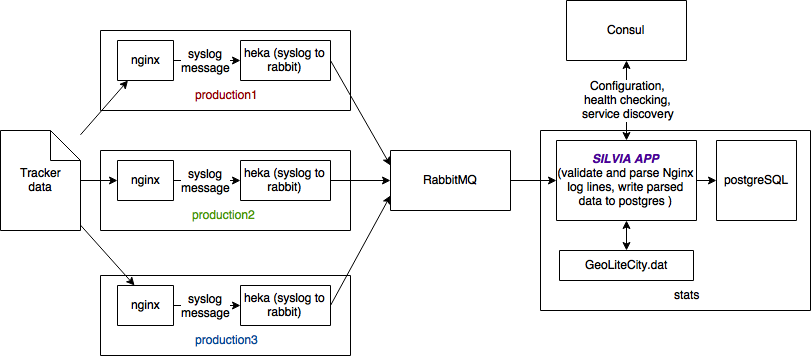 Tracker
data
nginx
syslog
message
heka (syslog to
rabbit)
production1
nginx
syslog
message
heka (syslog to
rabbit)
production2
nginx
syslog
message
heka (syslog to
rabbit)
production3
RabbitMQ
Consul
Configuration,
health checking,
service discovery
SILVIA APP
(validate and parse Nginx
log lines, write parsed
data to postgres )
postgreSQL
GeoLiteCity.dat
stats